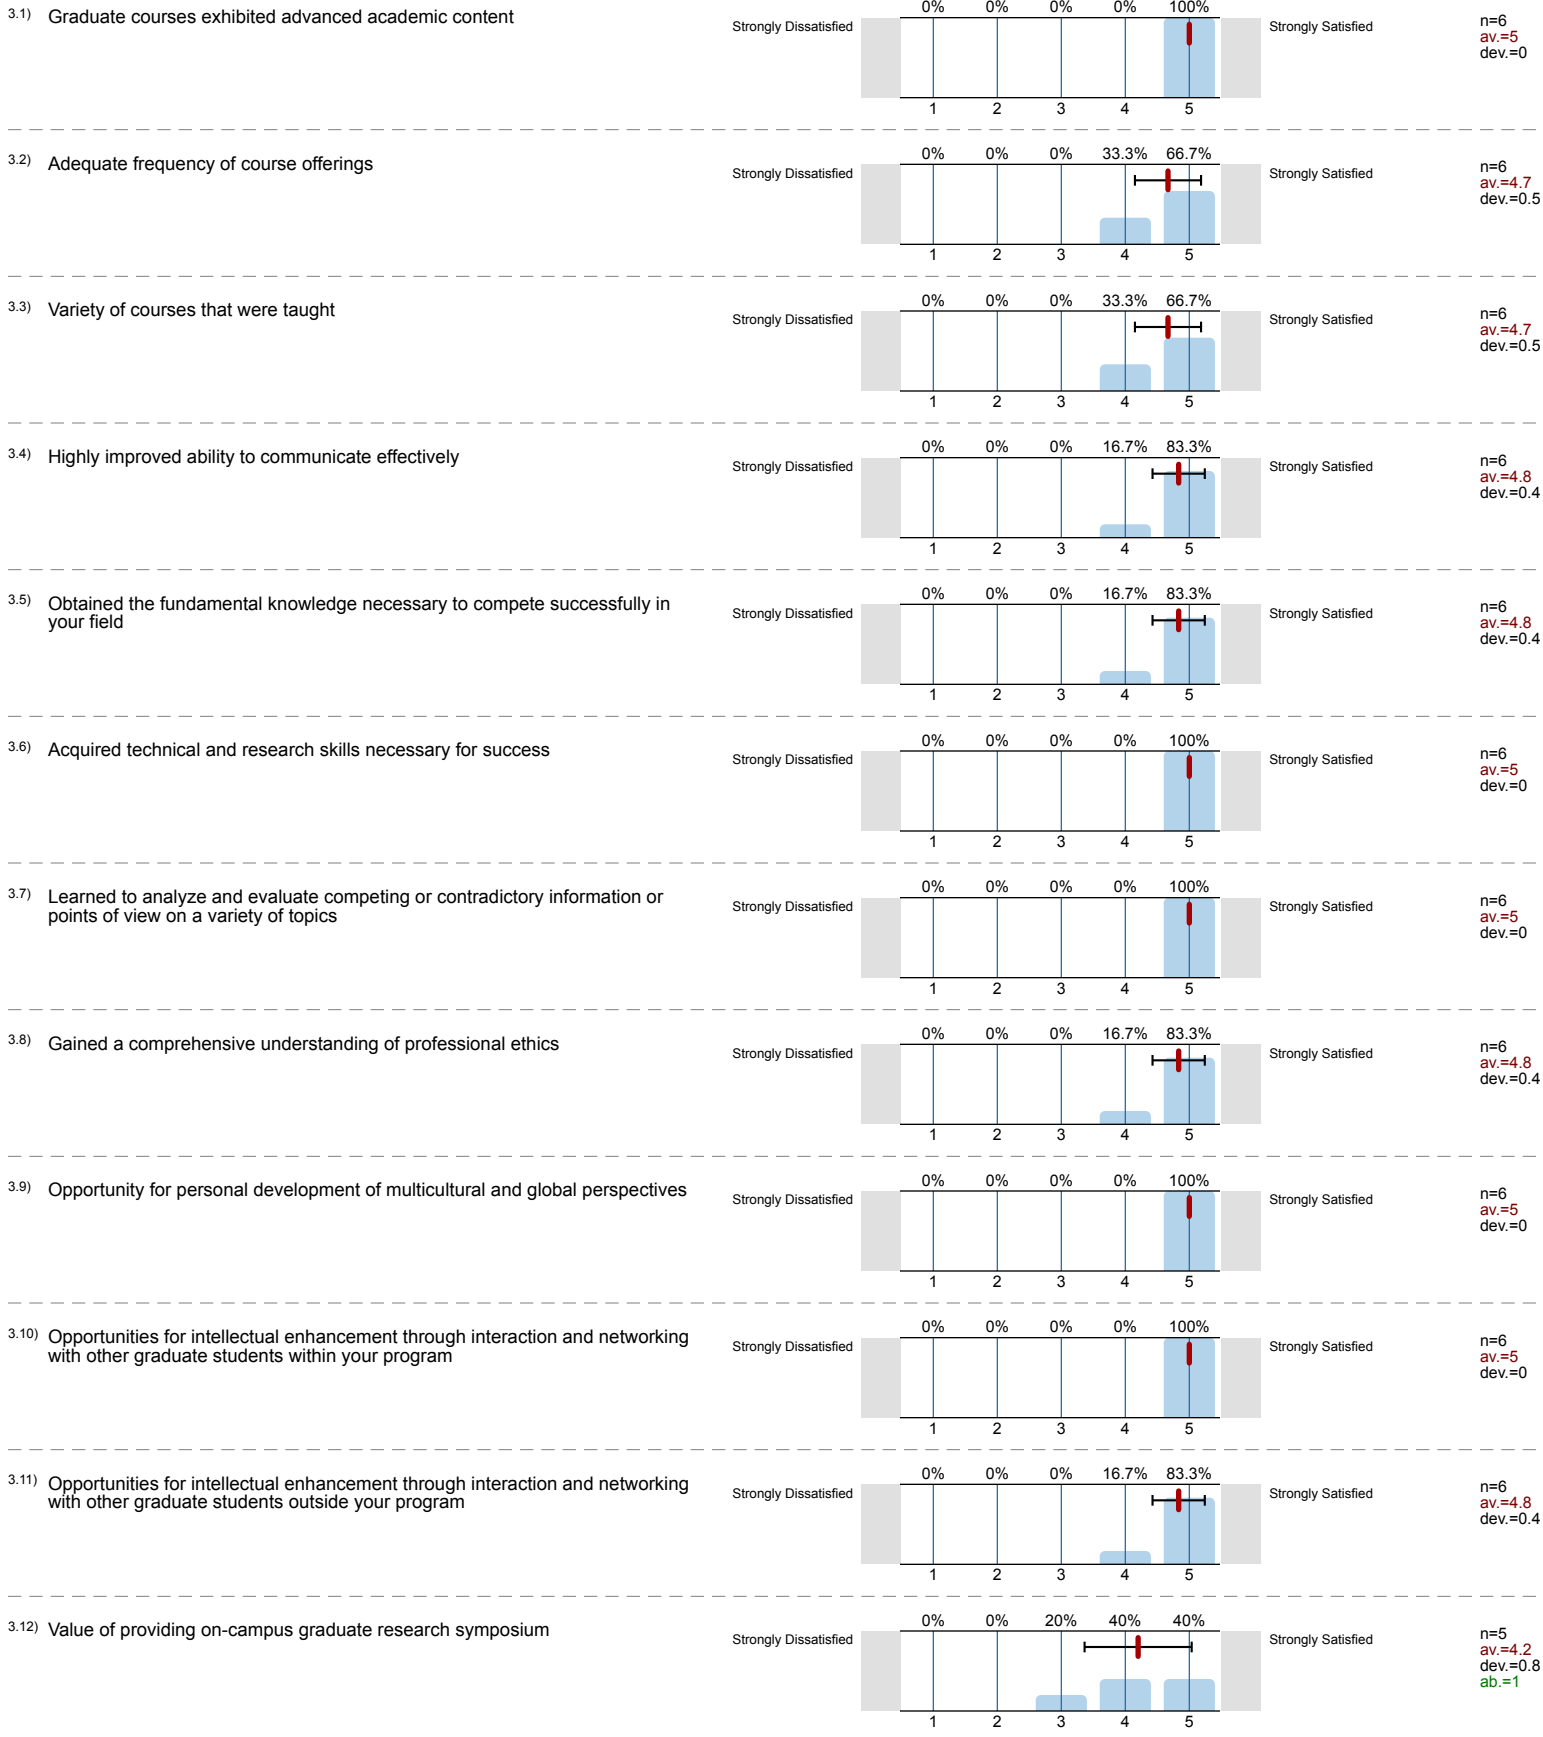 3.1) Graduate courses exhibited advanced academic content
0% 0% 0% 0% 100%
Strongly Dissatisfied Strongly Satisfied
n=6
av.=5
dev.=0
1 2 3 4 5
3.2) Adequate frequency of course offerings
0% 0% 0% 33.3% 66.7%
Strongly Dissatisfied Strongly Satisfied
n=6
av.=4.7
dev.=0.5
1 2 3 4 5
3.3) Variety of courses that were taught
0% 0% 0% 33.3% 66.7%
Strongly Dissatisfied Strongly Satisfied
n=6
av.=4.7
dev.=0.5
1 2 3 4 5
3.4) Highly improved ability to communicate effectively
0% 0% 0% 16.7% 83.3%
Strongly Dissatisfied Strongly Satisfied
n=6
av.=4.8
dev.=0.4
1 2 3 4 5
3.5) Obtained the fundamental knowledge necessary to compete successfully in
your field
0% 0% 0% 16.7% 83.3%
Strongly Dissatisfied Strongly Satisfied
n=6
av.=4.8
dev.=0.4
1 2 3 4 5
3.6) Acquired technical and research skills necessary for success
0% 0% 0% 0% 100%
Strongly Dissatisfied Strongly Satisfied
n=6
av.=5
dev.=0
1 2 3 4 5
3.7) Learned to analyze and evaluate competing or contradictory information or
points of view on a variety of topics
0% 0% 0% 0% 100%
Strongly Dissatisfied Strongly Satisfied
n=6
av.=5
dev.=0
1 2 3 4 5
3.8) Gained a comprehensive understanding of professional ethics
0% 0% 0% 16.7% 83.3%
Strongly Dissatisfied Strongly Satisfied
n=6
av.=4.8
dev.=0.4
1 2 3 4 5
3.9) Opportunity for personal development of multicultural and global perspectives
0% 0% 0% 0% 100%
Strongly Dissatisfied Strongly Satisfied
n=6
av.=5
dev.=0
1 2 3 4 5
3.10) Opportunities for intellectual enhancement through interaction and networking
with other graduate students within your program
0% 0% 0% 0% 100%
Strongly Dissatisfied Strongly Satisfied
n=6
av.=5
dev.=0
1 2 3 4 5
3.11) Opportunities for intellectual enhancement through interaction and networking
with other graduate students outside your program
0% 0% 0% 16.7% 83.3%
Strongly Dissatisfied Strongly Satisfied
n=6
av.=4.8
dev.=0.4
1 2 3 4 5
3.12) Value of providing on-campus graduate research symposium
0% 0% 20% 40% 40%
Strongly Dissatisfied Strongly Satisfied
n=5
av.=4.2
dev.=0.8
ab.=1
1 2 3 4 5